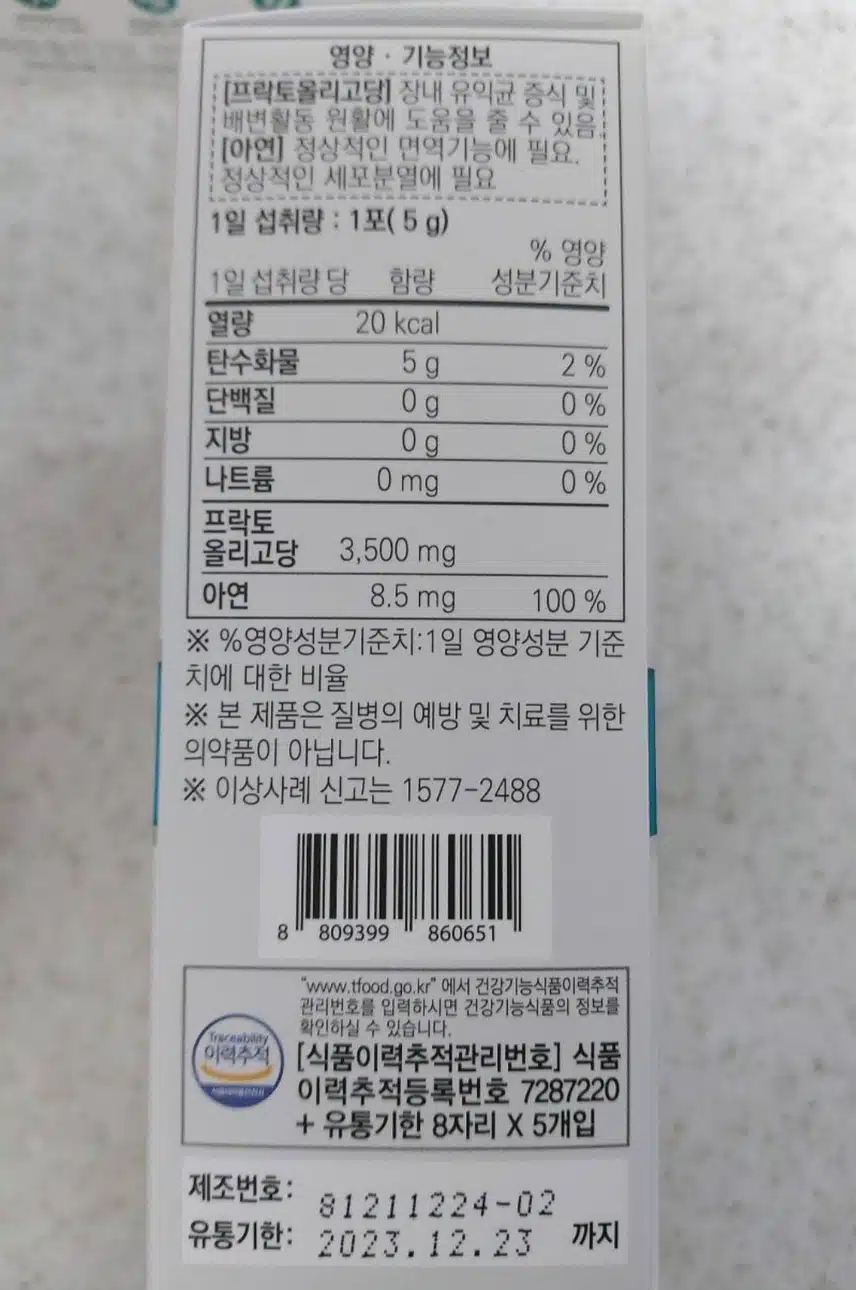 영양 · 기능정보
[프락토올리고당] 장내 유익균 증식 및
배변활동 원활에 도움을 줄 수 있음.
[아연] 정상적인 면역기능에 필요.
정상적인 세포분열에 필요
1일 섭취량 : 1포( 5 g)
% 영양
1일 섭취량 당 함량 성분기준치
열량 20 kcal
탄수화물 5 g 2 %
단백질 0 g 0 %
지방 0 g 0 %
나트륨 0 mg 0 %
프락토
올리고당 3,500 mg
아연 8.5 mg 100 %
※ %영양성분기준치:1일 영양성분 기준
치에 대한 비율
※ 본 제품은 질병의 예방 및 치료를 위한
의약품이 아닙니다.
※ 이상사례 신고는 1577-2488
8 809399 860651
"www.tfood.go.kr" 에서 건강기능식품이력추적
관리번호를 입력하시면 건강기능식품의 정보를
확인하실 수 있습니다.
Traceability
이력추적
[식품이력추적관리번호] 식품
이력추적등록번호 7287220
+ 유통기한 8자리 X 5개입
제조번호: 81211224-02
유통기한: 2023.12.23 까지